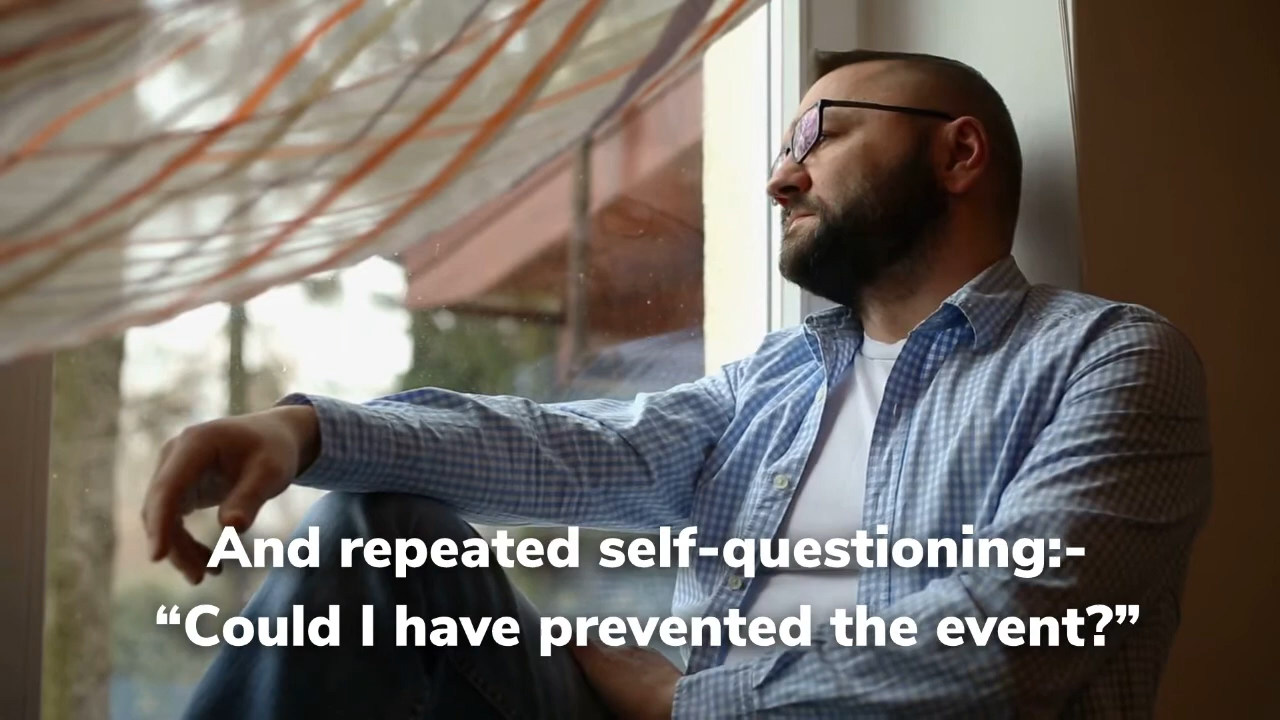 And repeated self-questioning:-
“Could I have prevented the event?”